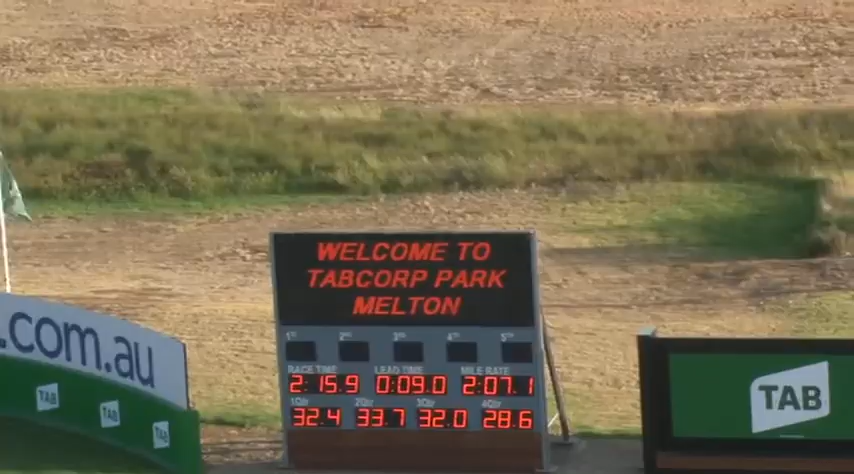 WELCOME TO
TABCORP PARK
MELTON
1ST 2ND 3RD 4TH 5TH
RACE TIME LEAD TIME MILE RATE
2:15.9 0:09.0 2:07.1
1Qtr 2Qtr 3Qtr 4Qtr
32.4 33.7 32.0 28.6
.com.au
TAB TAB TAB
TAB